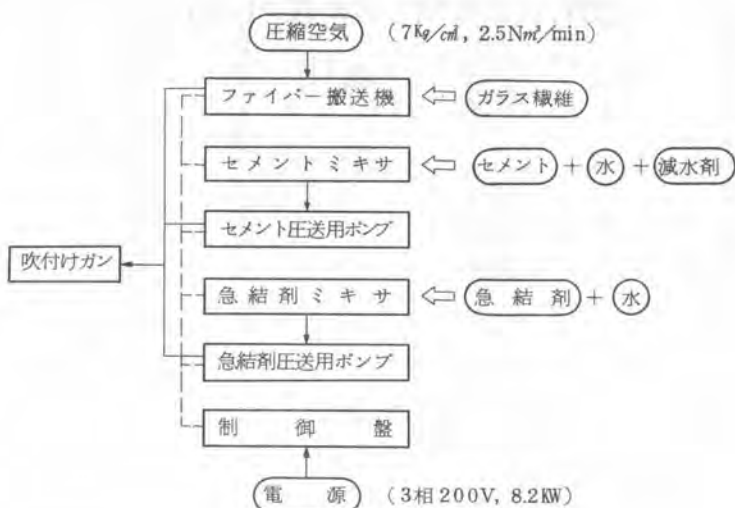 圧縮空気 (7Kg/cm², 2.5Nm³/min)
ファイバー搬送機 ガラス繊維
セメントミキサ セメント + 水 + 減水剤
セメント圧送用ポンプ
吹付けガン
急結剤ミキサ 急結剤 + 水
急結剤圧送用ポンプ
制御盤
電源 (3相200V, 8.2KW)